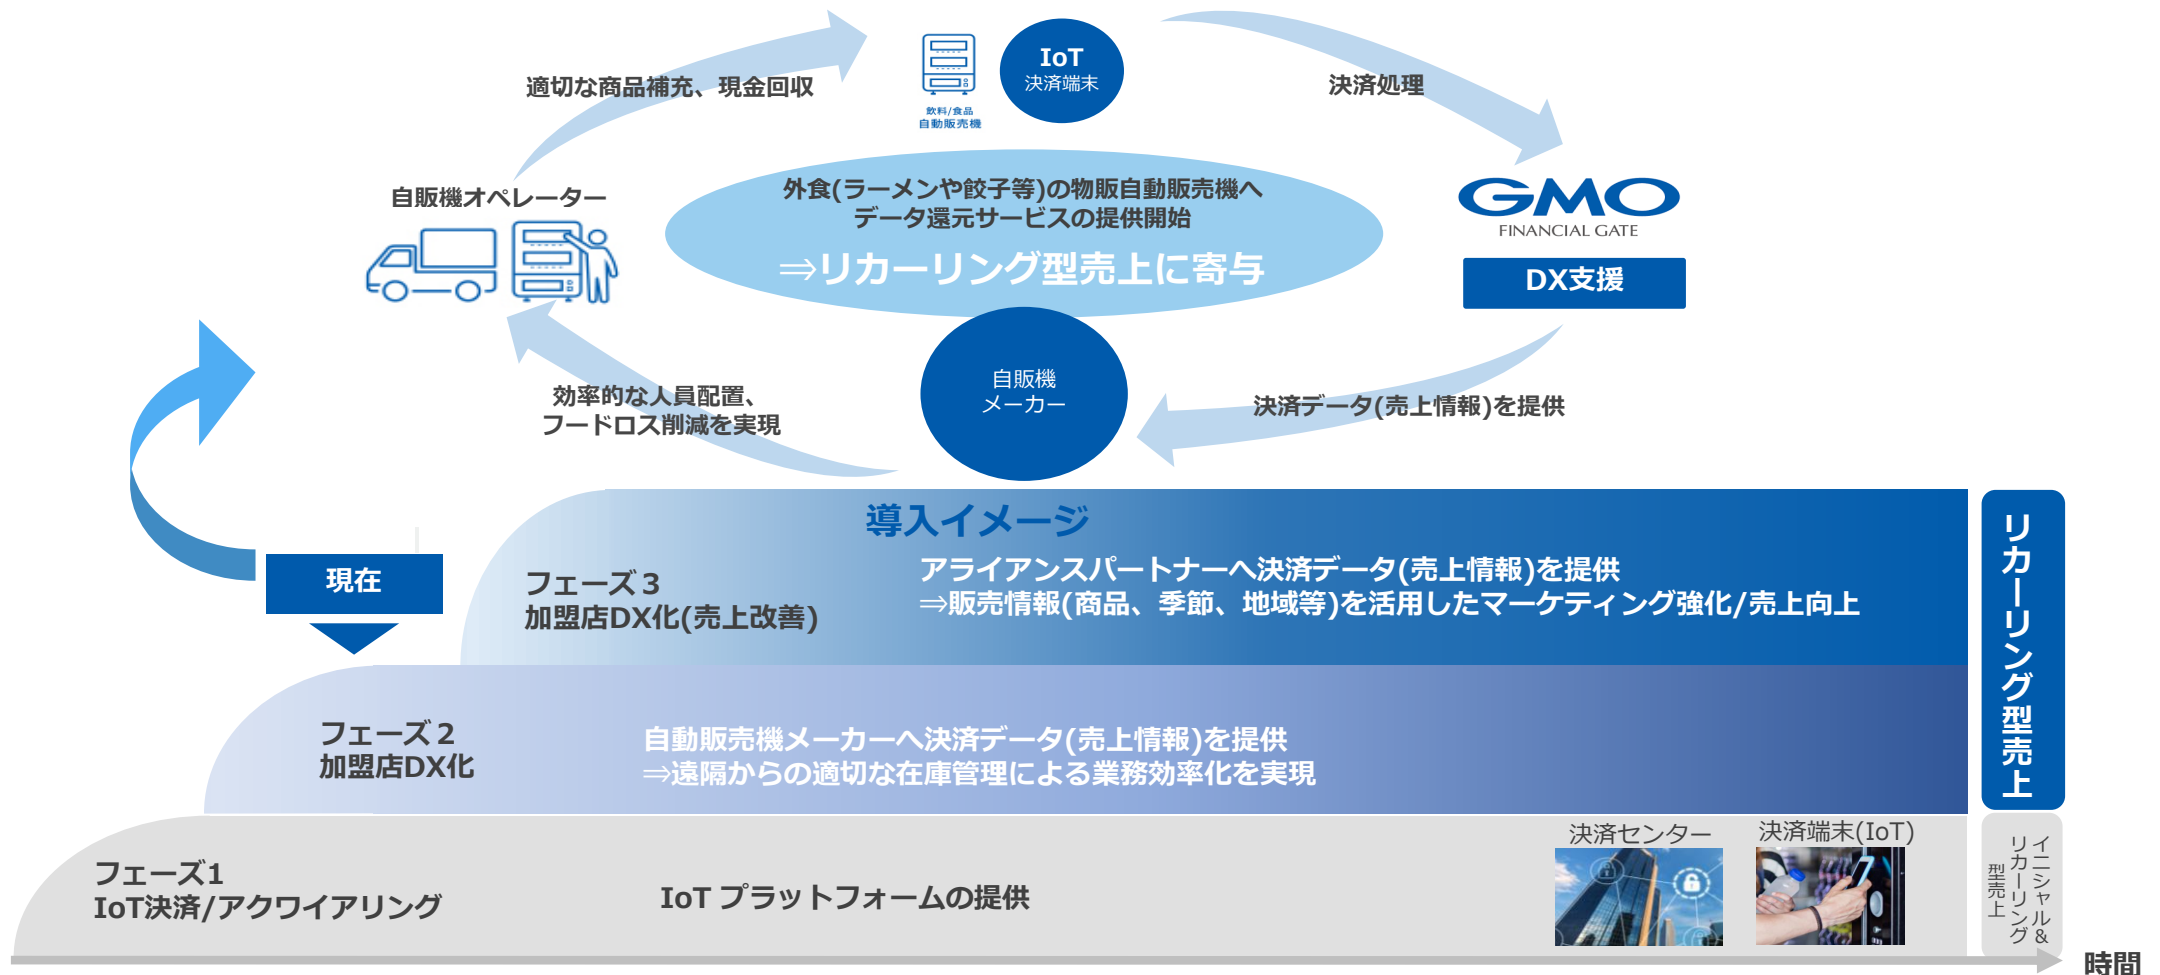 適切な商品補充、現金回収
飲料/食品
自動販売機
IoT
決済端末
決済処理
自販機オペレーター
外食(ラーメンや餃子等)の物販自動販売機へ
データ還元サービスの提供開始
⇒リカーリング型売上に寄与
GMO
FINANCIAL GATE
DX支援
自販機
メーカー
効率的な人員配置、
フードロス削減を実現
決済データ(売上情報)を提供
導入イメージ
現在
フェーズ３
加盟店DX化(売上改善)
アライアンスパートナーへ決済データ(売上情報)を提供
⇒販売情報(商品、季節、地域等)を活用したマーケティング強化/売上向上
リカーリング型売上
フェーズ２
加盟店DX化
自動販売機メーカーへ決済データ(売上情報)を提供
⇒遠隔からの適切な在庫管理による業務効率化を実現
フェーズ1
IoT決済/アクワイアリング
IoT プラットフォームの提供
決済センター
決済端末(IoT)
イニシャル&
リカーリング
型売上
時間